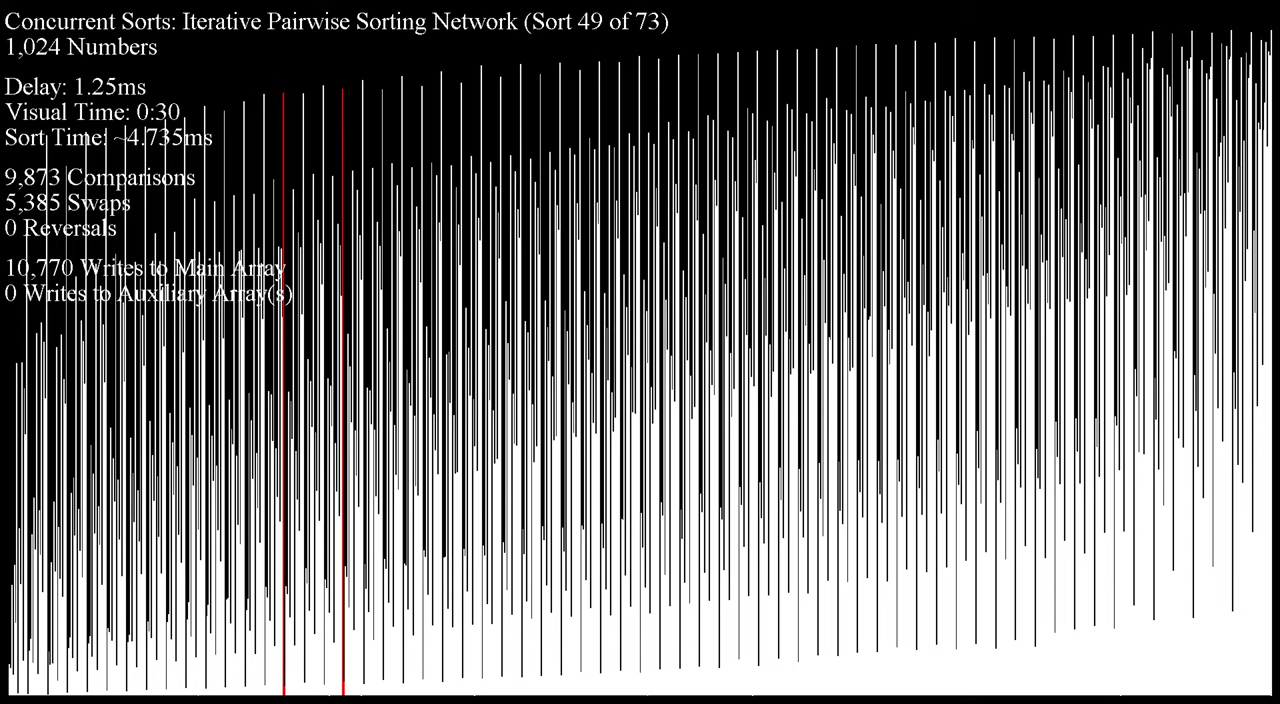 Concurrent Sorts: Iterative Pairwise Sorting Network (Sort 49 of 73)
1,024 Numbers
Delay: 1.25ms
Visual Time: 0:30
Sort Time: ~4.735ms
9,873 Comparisons
5,385 Swaps
0 Reversals
10,770 Writes to Main Array
0 Writes to Auxiliary Array(s)